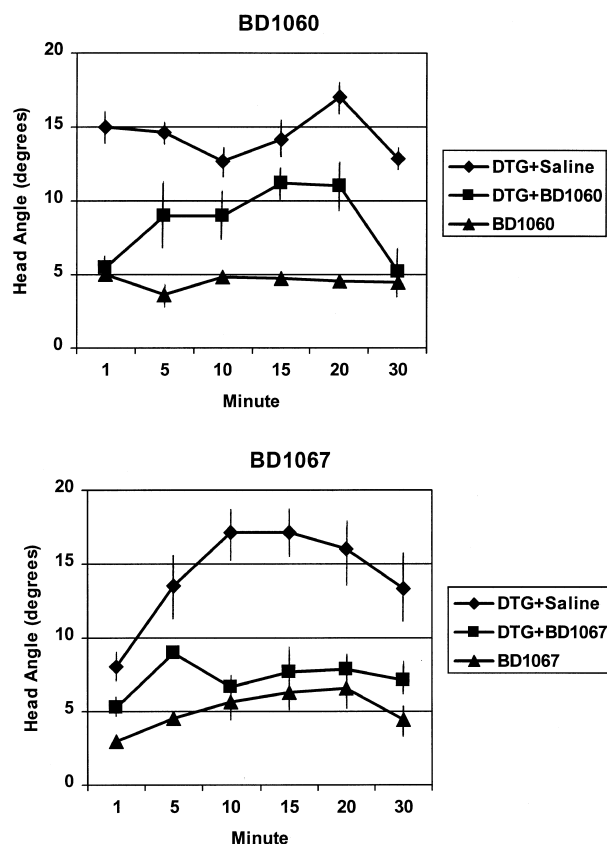 BD1060
20
15
10
5
0
Head Angle (degrees)
1 5 10 15 20 30
Minute
DTG+Saline
DTG+BD1060
BD1060
BD1067
20
15
10
5
0
Head Angle (degrees)
1 5 10 15 20 30
Minute
DTG+Saline
DTG+BD1067
BD1067